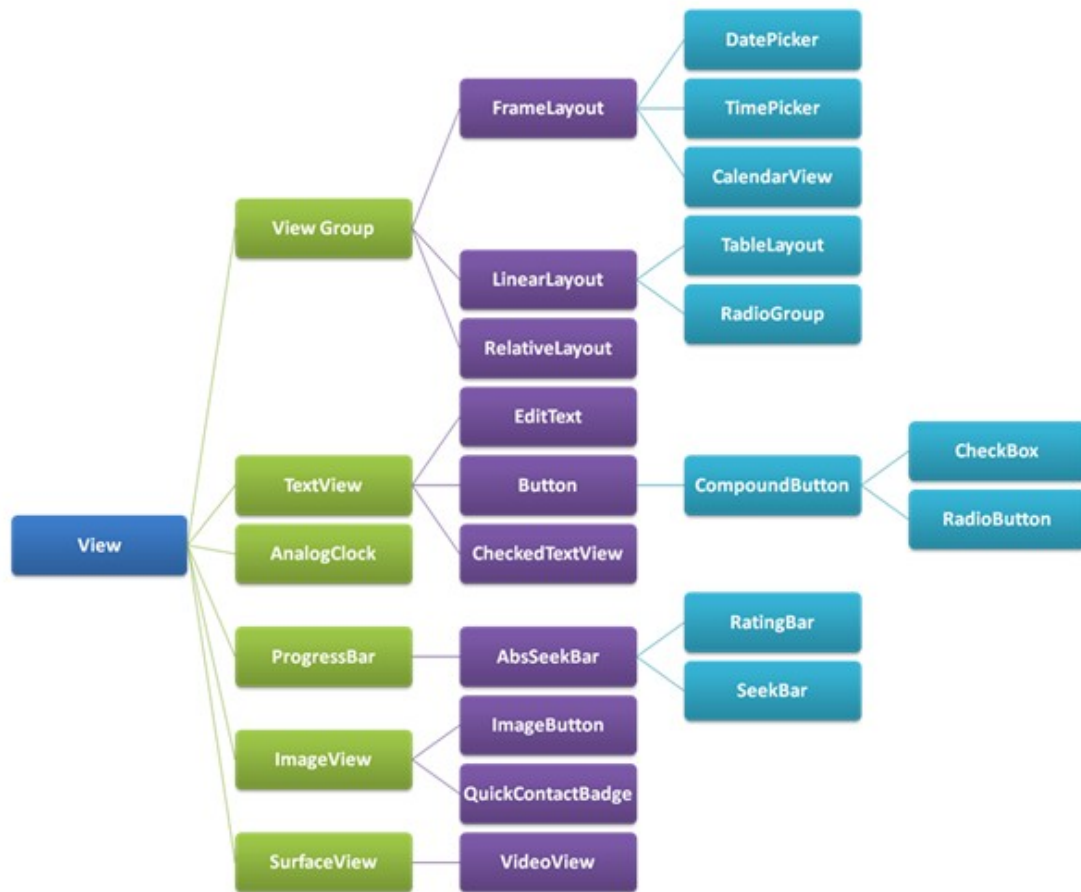 DatePicker
FrameLayout
TimePicker
CalendarView
View Group
TableLayout
LinearLayout
RadioGroup
RelativeLayout
EditText
CheckBox
TextView
Button
CompoundButton
RadioButton
View
AnalogClock
CheckedTextView
RatingBar
ProgressBar
AbsSeekBar
SeekBar
ImageButton
ImageView
QuickContactBadge
SurfaceView
VideoView